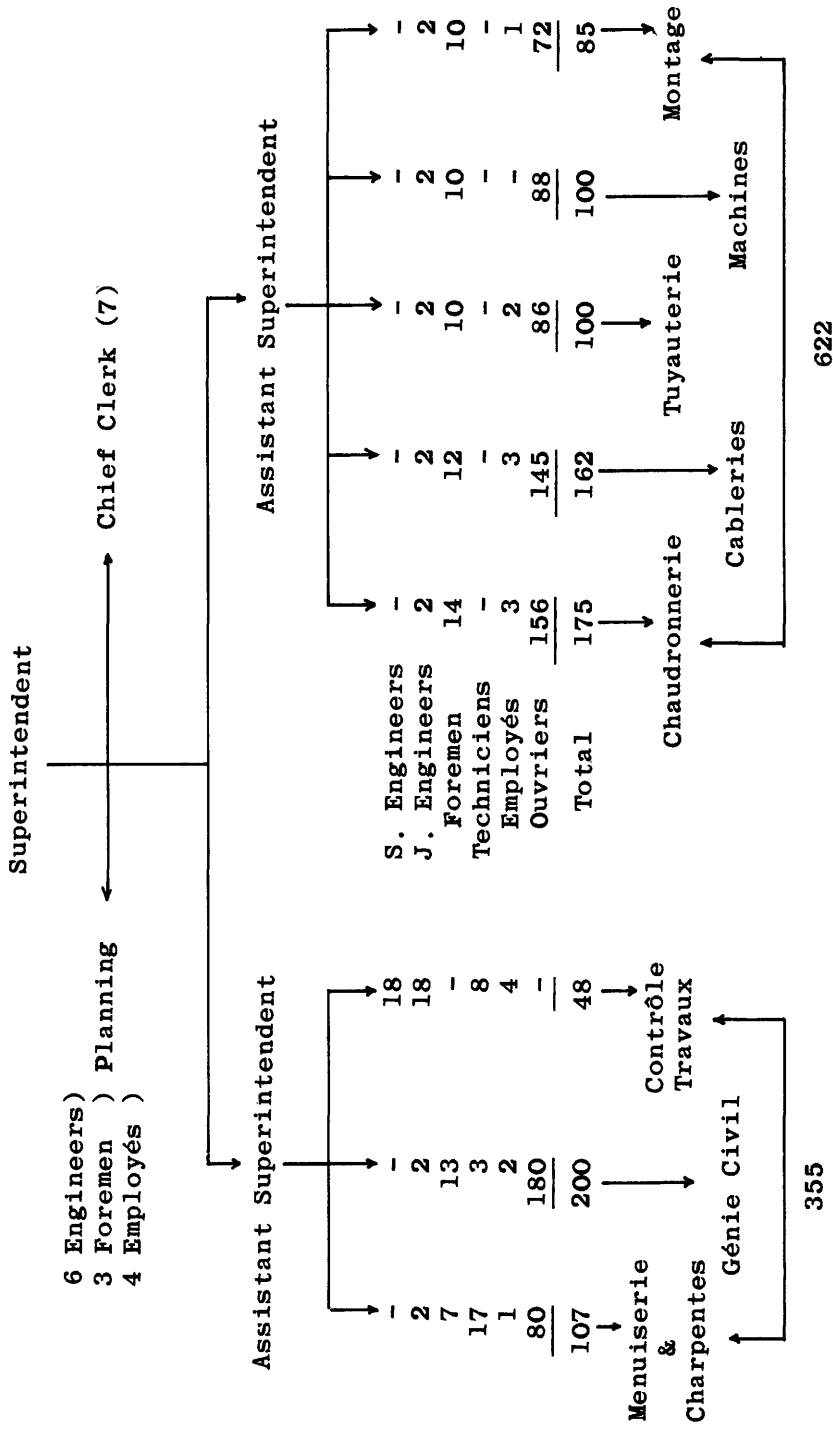 Superintendent
6 Engineers)
3 Foremen ) Planning
4 Employés )
Chief Clerk (7)
Assistant Superintendent
Assistant Superintendent
- - 18 S. Engineers - - - - -
2 2 18 J. Engineers 2 2 2 2 2
7 13 - Foremen 14 12 10 10 10
17 3 8 Techniciens - - - - -
1 2 4 Employés 3 3 2 - 1
80 180 - Ouvriers 156 145 86 88 72
107 200 48 Total 175 162 100 100 85
Menuiserie
&
Charpentes
Génie Civil
Contrôle
Travaux
Chaudronnerie
Cableries
Tuyauterie
Machines
Montage
355
622